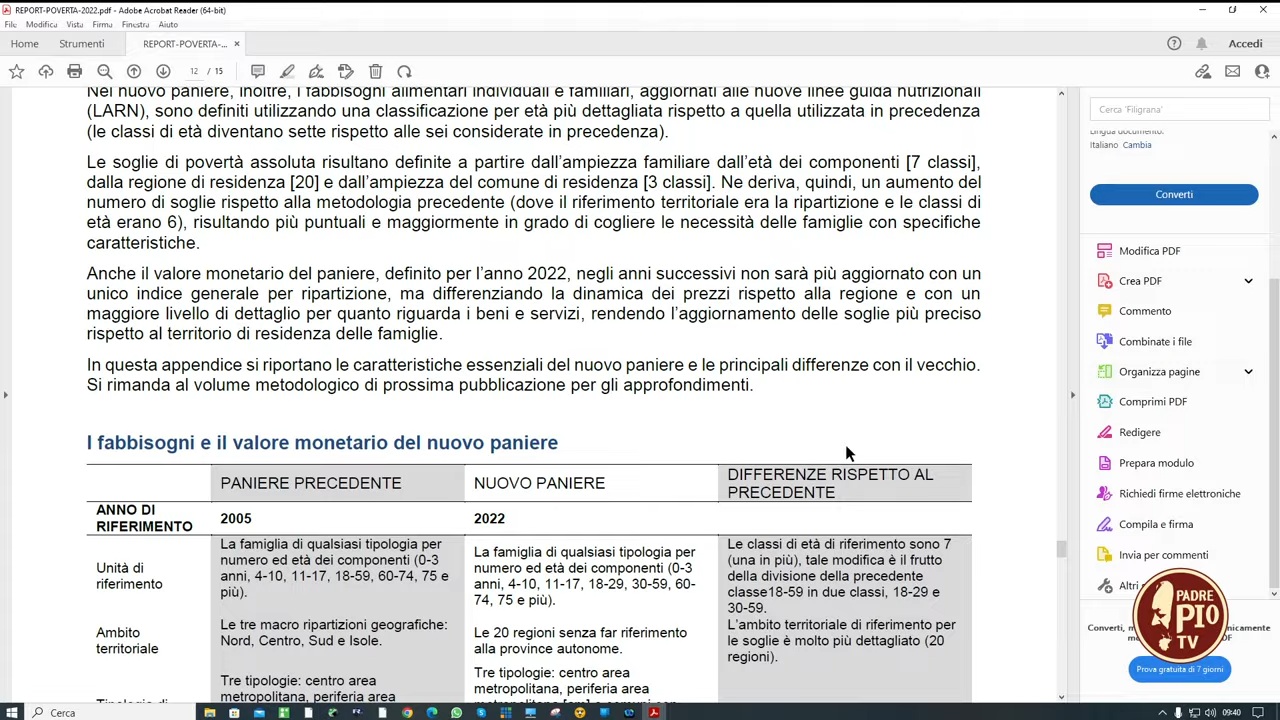 REPORT-POVERTA-2022.pdf - Adobe Acrobat Reader (64-bit)
File Modifica Vista Firma Finestra Aiuto
Home Strumenti REPORT-POVERTA-... ×
Accedi
12 / 15
Nel nuovo paniere, inoltre, i fabbisogni alimentari individuali e familiari, aggiornati alle nuove linee guida nutrizionali
(LARN), sono definiti utilizzando una classificazione per età più dettagliata rispetto a quella utilizzata in precedenza
(le classi di età diventano sette rispetto alle sei considerate in precedenza).
Le soglie di povertà assoluta risultano definite a partire dall'ampiezza familiare dall'età dei componenti [7 classi],
dalla regione di residenza [20] e dall'ampiezza del comune di residenza [3 classi]. Ne deriva, quindi, un aumento del
numero di soglie rispetto alla metodologia precedente (dove il riferimento territoriale era la ripartizione e le classi di
età erano 6), risultando più puntuali e maggiormente in grado di cogliere le necessità delle famiglie con specifiche
caratteristiche.
Anche il valore monetario del paniere, definito per l'anno 2022, negli anni successivi non sarà più aggiornato con un
unico indice generale per ripartizione, ma differenziando la dinamica dei prezzi rispetto alla regione e con un
maggiore livello di dettaglio per quanto riguarda i beni e servizi, rendendo l'aggiornamento delle soglie più preciso
rispetto al territorio di residenza delle famiglie.
In questa appendice si riportano le caratteristiche essenziali del nuovo paniere e le principali differenze con il vecchio.
Si rimanda al volume metodologico di prossima pubblicazione per gli approfondimenti.
I fabbisogni e il valore monetario del nuovo paniere
PANIERE PRECEDENTE
NUOVO PANIERE
DIFFERENZE RISPETTO AL
PRECEDENTE
ANNO DI
RIFERIMENTO
2005
2022
Unità di
riferimento
La famiglia di qualsiasi tipologia per
numero ed età dei componenti (0-3
anni, 4-10, 11-17, 18-59, 60-74, 75 e
più).
La famiglia di qualsiasi tipologia per
numero ed età dei componenti (0-3
anni, 4-10, 11-17, 18-29, 30-59, 60-
74, 75 e più).
Le classi di età di riferimento sono 7
(una in più), tale modifica è il frutto
della divisione della precedente
classe18-59 in due classi, 18-29 e
30-59.
Ambito
territoriale
Le tre macro ripartizioni geografiche:
Nord, Centro, Sud e Isole.
Le 20 regioni senza far riferimento
alla province autonome.
L'ambito territoriale di riferimento per
le soglie è molto più dettagliato (20
regioni).
Tipologia di
Tre tipologie: centro area
metropolitana, periferia area
Tre tipologie: centro area
metropolitana, periferia area
Cerca 'Filigrana'
Lingua documento:
Italiano Cambia
Converti
Modifica PDF
Crea PDF
Commento
Combinate i file
Organizza pagine
Comprimi PDF
Redigere
Prepara modulo
Richiedi firme elettroniche
Compila e firma
Invia per commenti
Altri
PADRE
PIO
TV
Prova gratuita di 7 giorni
Cerca
09:40